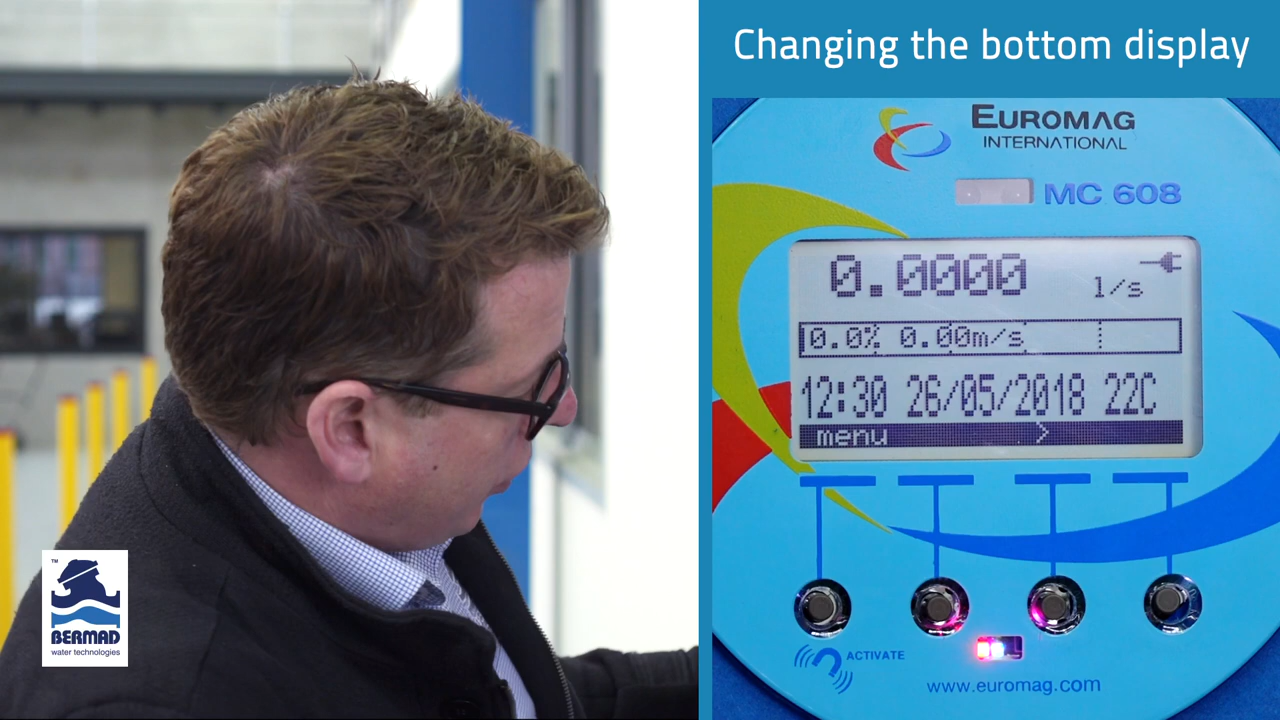 Changing the bottom display
EUROMAG
INTERNATIONAL
MC 608
0.0000 l/s
0.0% 0.00m/s
12:30 26/05/2018 22C
menu >
ACTIVATE
www.euromag.com
TM
BERMAD
water technologies